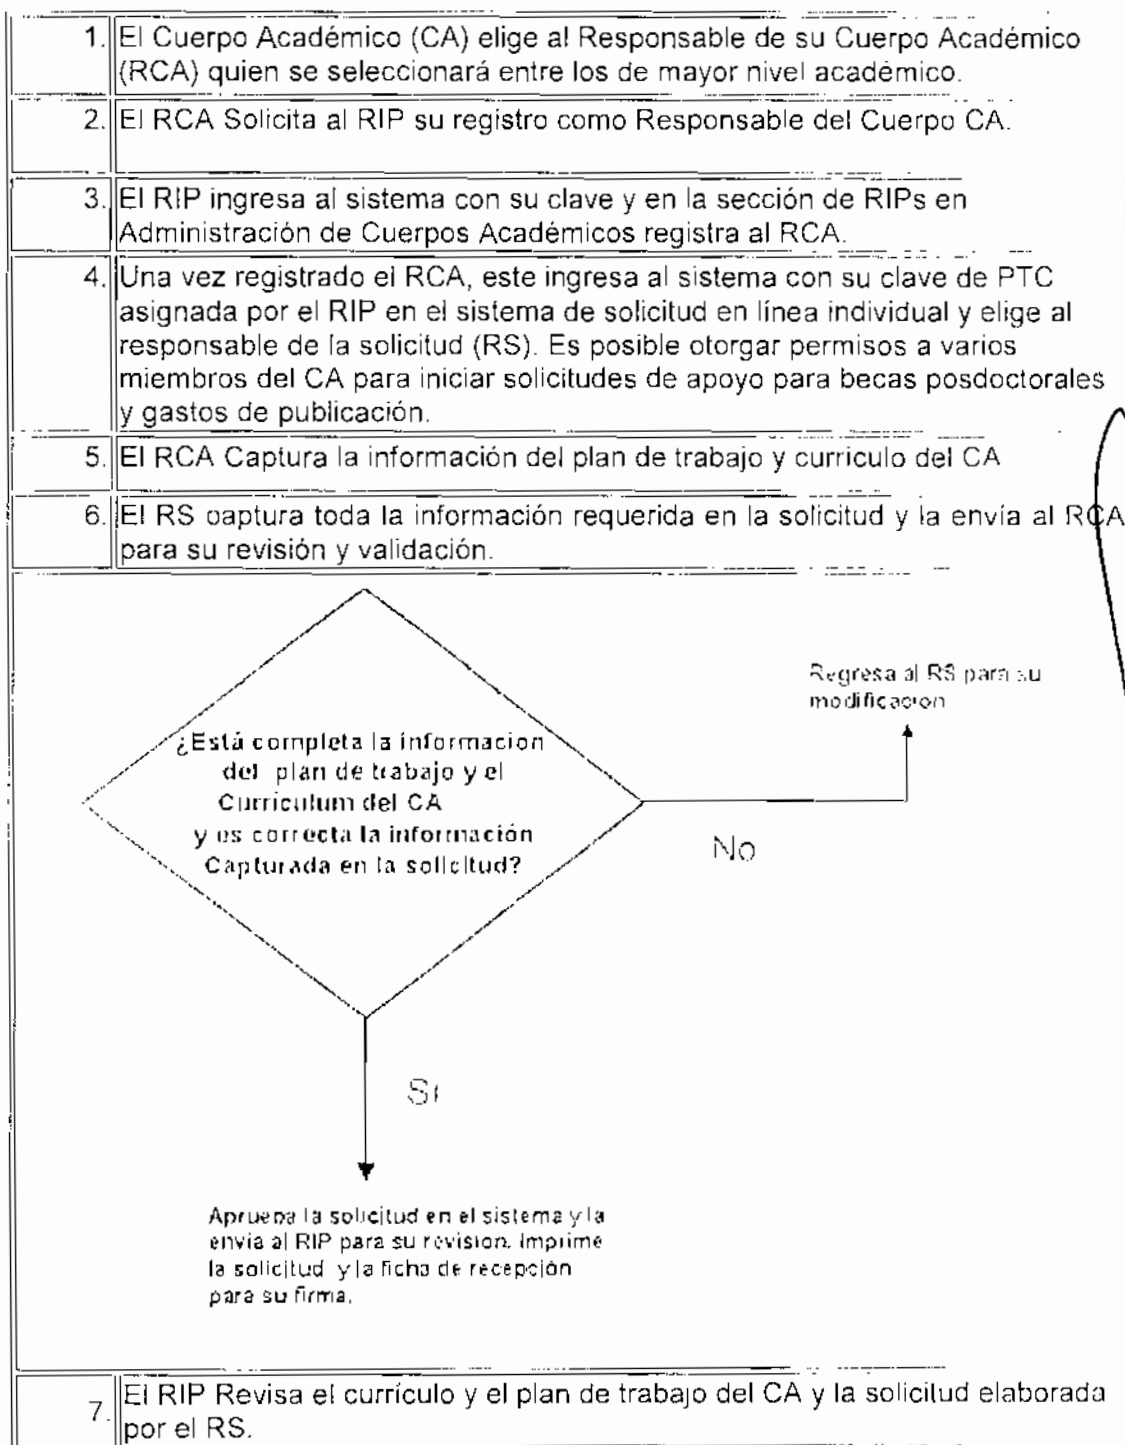 1. El Cuerpo Académico (CA) elige al Responsable de su Cuerpo Académico
(RCA) quien se seleccionará entre los de mayor nivel académico.
2. El RCA Solicita al RIP su registro como Responsable del Cuerpo CA.
3. El RIP ingresa al sistema con su clave y en la sección de RIPs en
Administración de Cuerpos Académicos registra al RCA.
4. Una vez registrado el RCA, este ingresa al sistema con su clave de PTC
asignada por el RIP en el sistema de solicitud en línea individual y elige al
responsable de la solicitud (RS). Es posible otorgar permisos a varios
miembros del CA para iniciar solicitudes de apoyo para becas posdoctorales
y gastos de publicación.
5. El RCA Captura la información del plan de trabajo y curriculo del CA
6. El RS captura toda la información requerida en la solicitud y la envía al RCA
para su revisión y validación.
Regresa al RS para su
modificacion
¿Está completa la informacion
del plan de trabajo y el
Curriculum del CA
y es correcta la información
Capturada en la solicitud?
No
Si
Aprueba la solicitud en el sistema y la
envia al RIP para su revision. Imprime
la solicitud y la ficha de recepción
para su firma.
7. El RIP Revisa el currículo y el plan de trabajo del CA y la solicitud elaborada
por el RS.